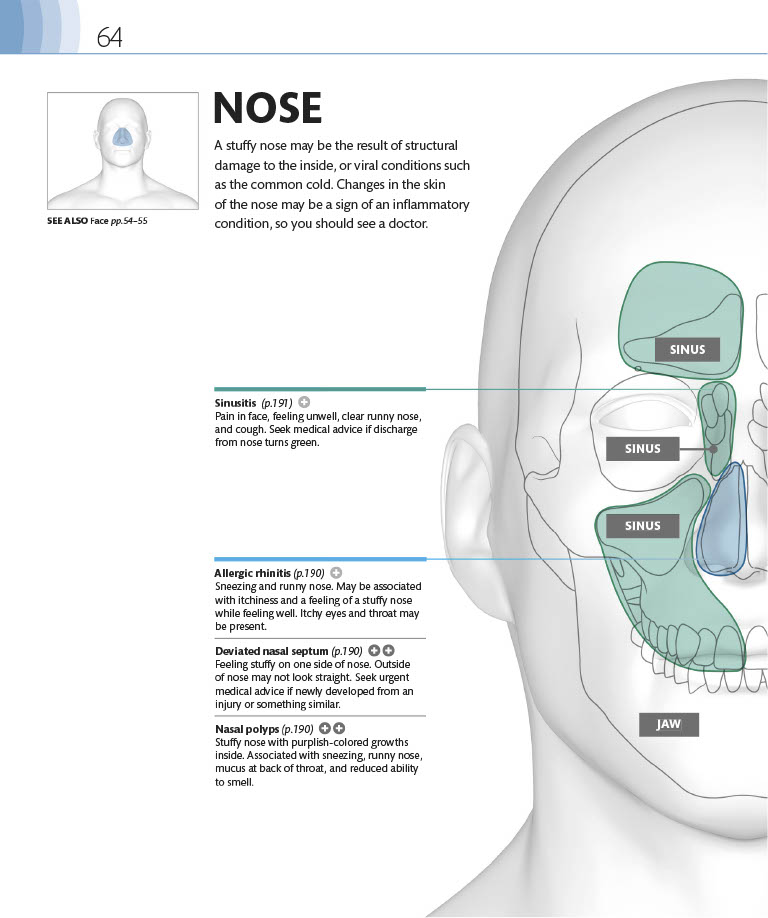 64
NOSE
A stuffy nose may be the result of structural
damage to the inside, or viral conditions such
as the common cold. Changes in the skin
of the nose may be a sign of an inflammatory
condition, so you should see a doctor.
SEE ALSO Face pp.54–55
SINUS
Sinusitis (p.191)
Pain in face, feeling unwell, clear runny nose,
and cough. Seek medical advice if discharge
from nose turns green.
SINUS
SINUS
Allergic rhinitis (p.190)
Sneezing and runny nose. May be associated
with itchiness and a feeling of a stuffy nose
while feeling well. Itchy eyes and throat may
be present.
Deviated nasal septum (p.190)
Feeling stuffy on one side of nose. Outside
of nose may not look straight. Seek urgent
medical advice if newly developed from an
injury or something similar.
Nasal polyps (p.190)
Stuffy nose with purplish-colored growths
inside. Associated with sneezing, runny nose,
mucus at back of throat, and reduced ability
to smell.
JAW